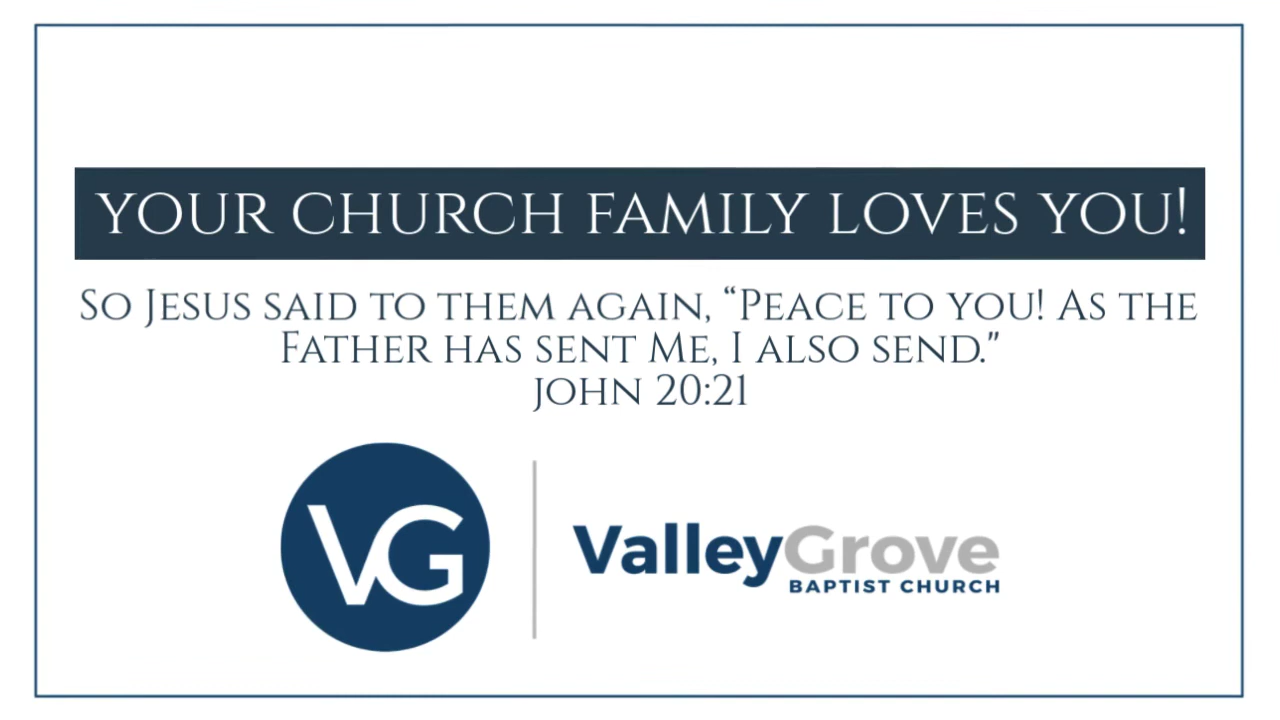 YOUR CHURCH FAMILY LOVES YOU!
So Jesus said to them again, “Peace to you! As the
Father has sent Me, I also send."
John 20:21
VG
ValleyGrove
BAPTIST CHURCH